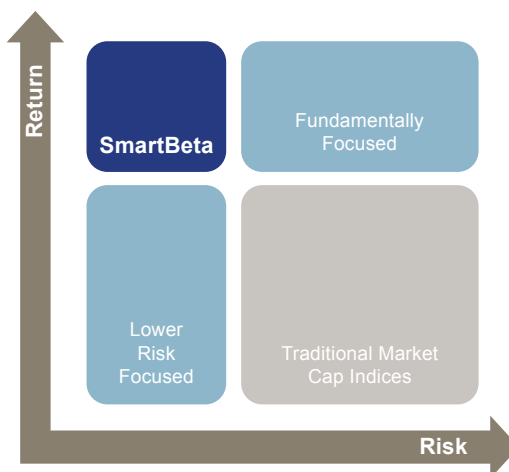 Return
SmartBeta
Fundamentally
Focused
Lower
Risk
Focused
Traditional Market
Cap Indices
Risk